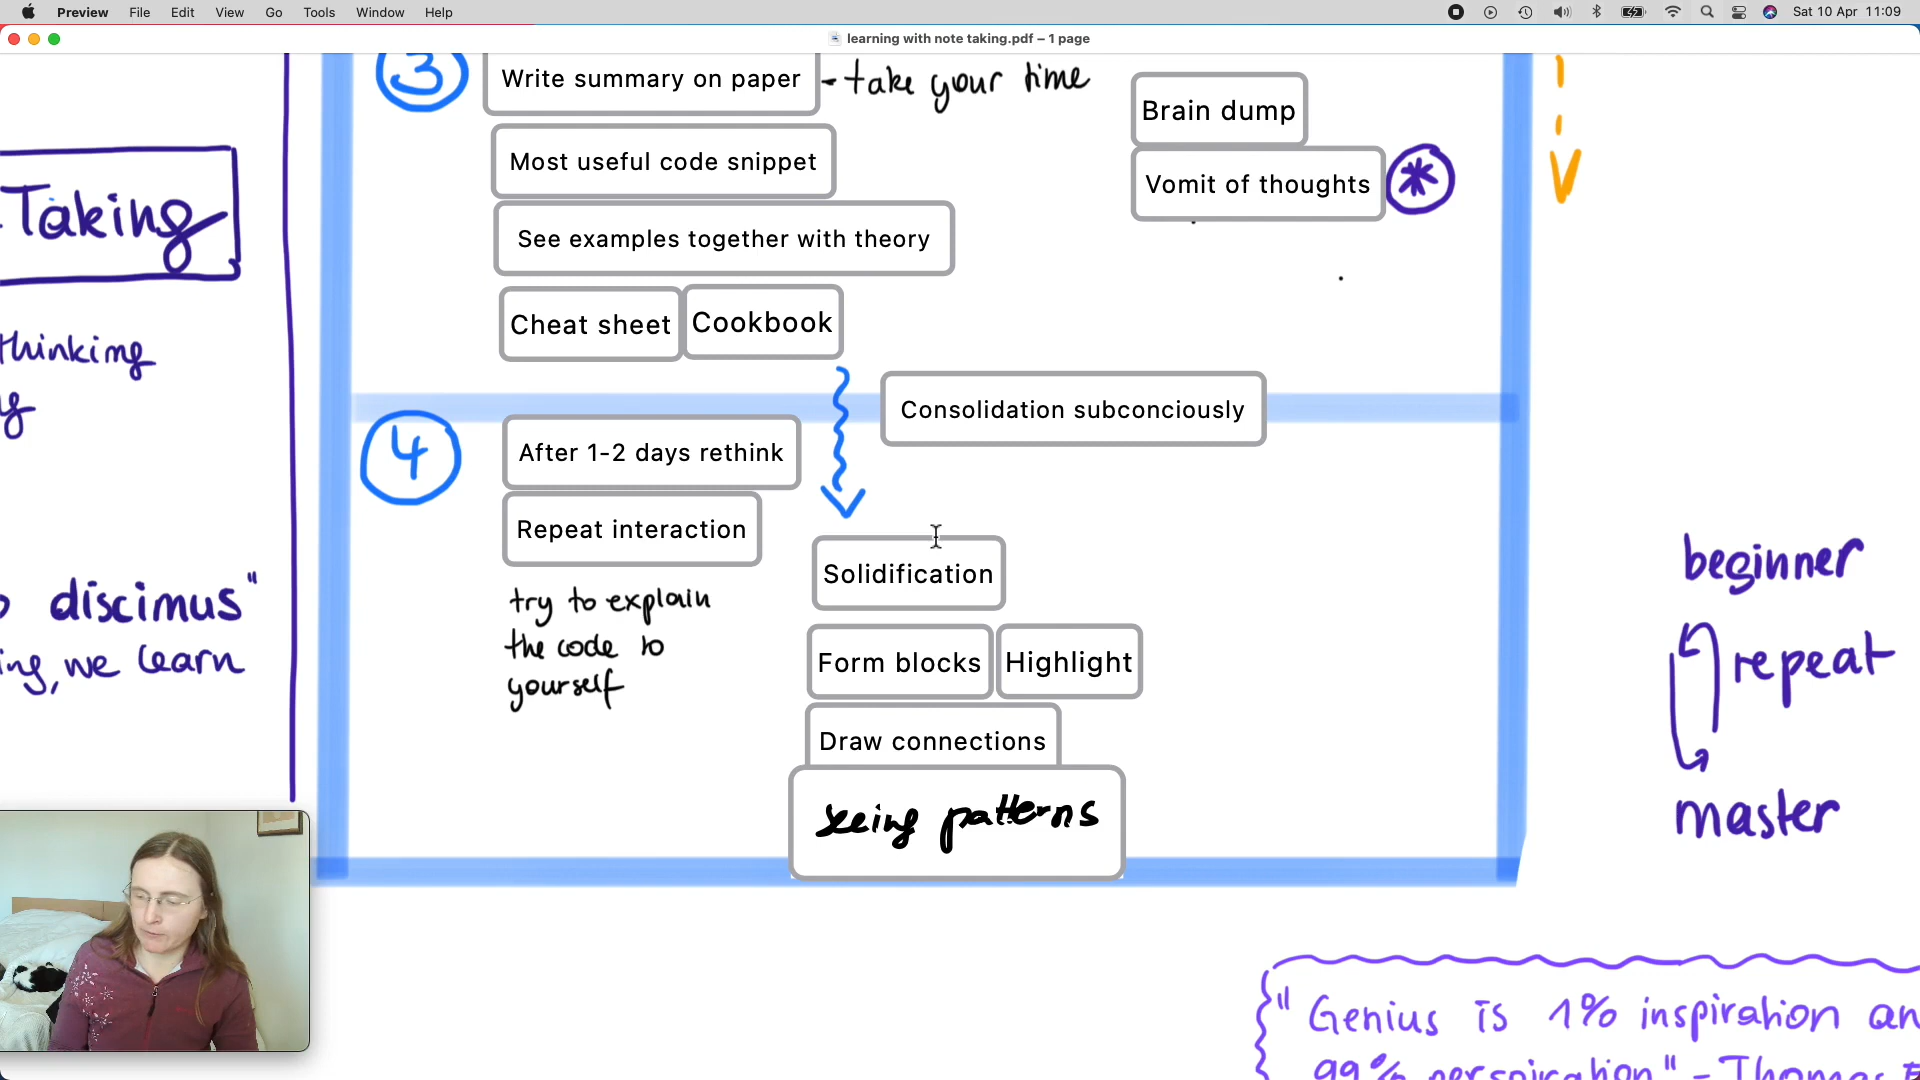 Preview File Edit View Go Tools Window Help
Sat 10 Apr 11:09
learning with note taking.pdf – 1 page
3
Write summary on paper
- take your time
Most useful code snippet
See examples together with theory
Cheat sheet
Cookbook
Brain dump
Vomit of thoughts
*
Taking
thinking
discimus"
we learn
Consolidation subconciously
4
After 1-2 days rethink
Repeat interaction
try to explain
the code to
yourself
Solidification
Form blocks
Highlight
Draw connections
seeing patterns
beginner
repeat
master
"Genius is 1% inspiration an
99% perspiration" - Thomas